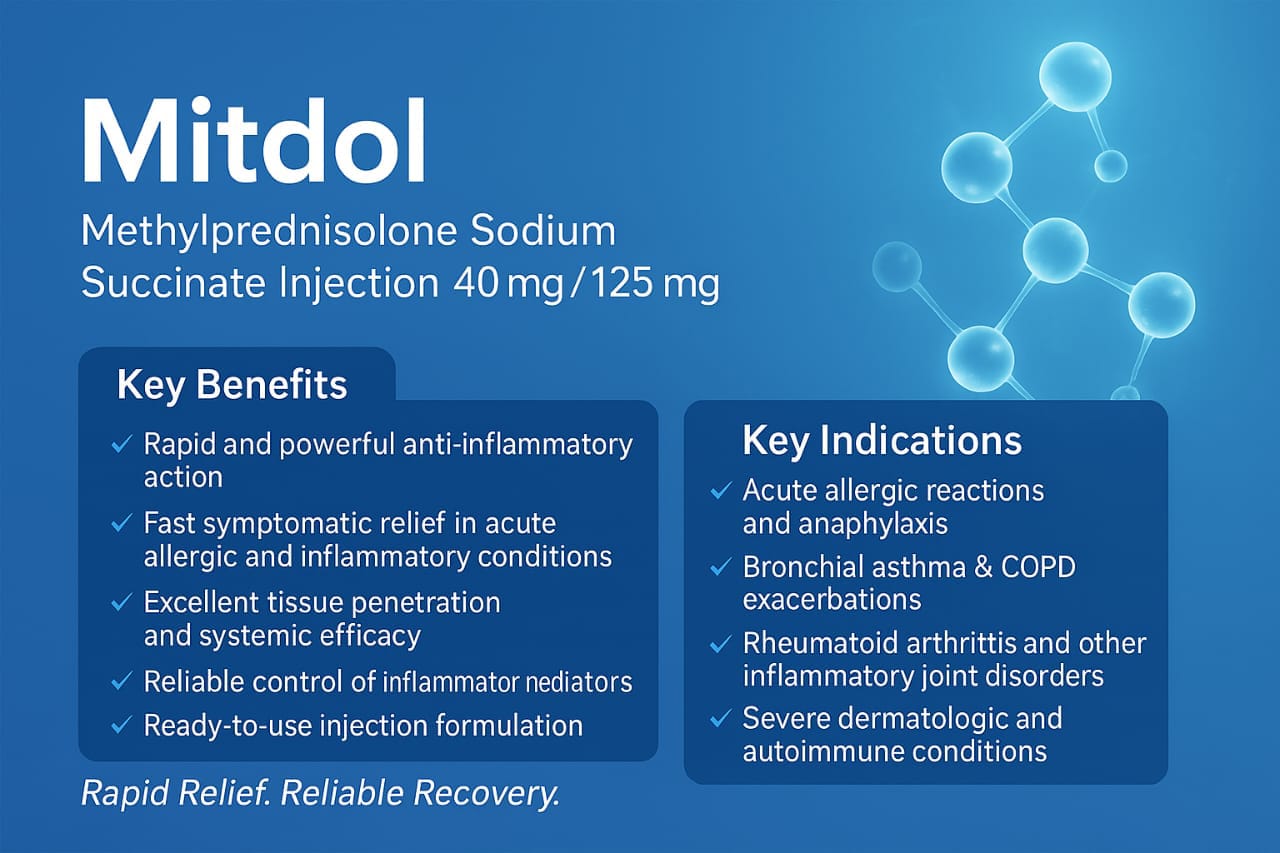 Mitdol
Methylprednisolone Sodium
Succinate Injection 40 mg/125 mg
Key Benefits
✓ Rapid and powerful anti-inflammatory
action
✓ Fast symptomatic relief in acute
allergic and inflammatory conditions
✓ Excellent tissue penetration
and systemic efficacy
✓ Reliable control of inflammator nediators
✓ Ready-to-use injection formulation
Rapid Relief. Reliable Recovery.
Key Indications
✓ Acute allergic reactions
and anaphylaxis
✓ Bronchial asthma & COPD
exacerbations
✓ Rheumatoid arthrittis and other
inflammatory joint disorders
✓ Severe dermatologic and
autoimmune conditions